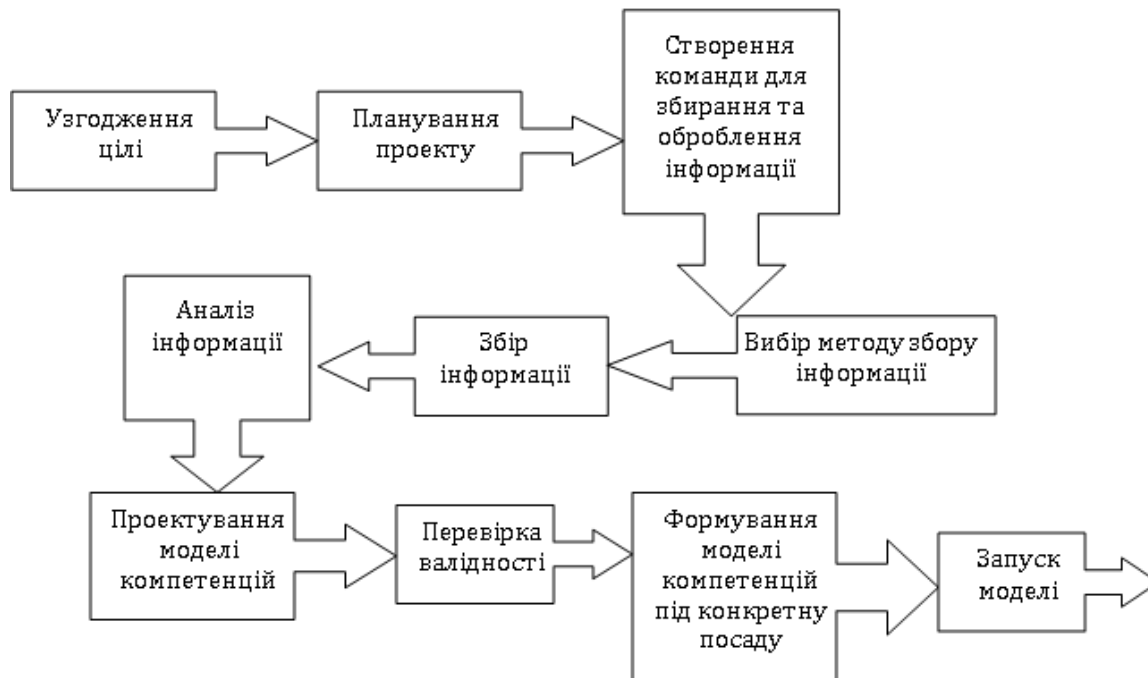 Узгодження
цілі
Планування
проекту
Створення
команди для
збирання та
оброблення
інформації
Вибір методу збору
інформації
Збір
інформації
Аналіз
інформації
Проектування
моделі
компетенцій
Перевірка
валідності
Формування
моделі
компетенцій
під конкретну
посаду
Запуск
моделі